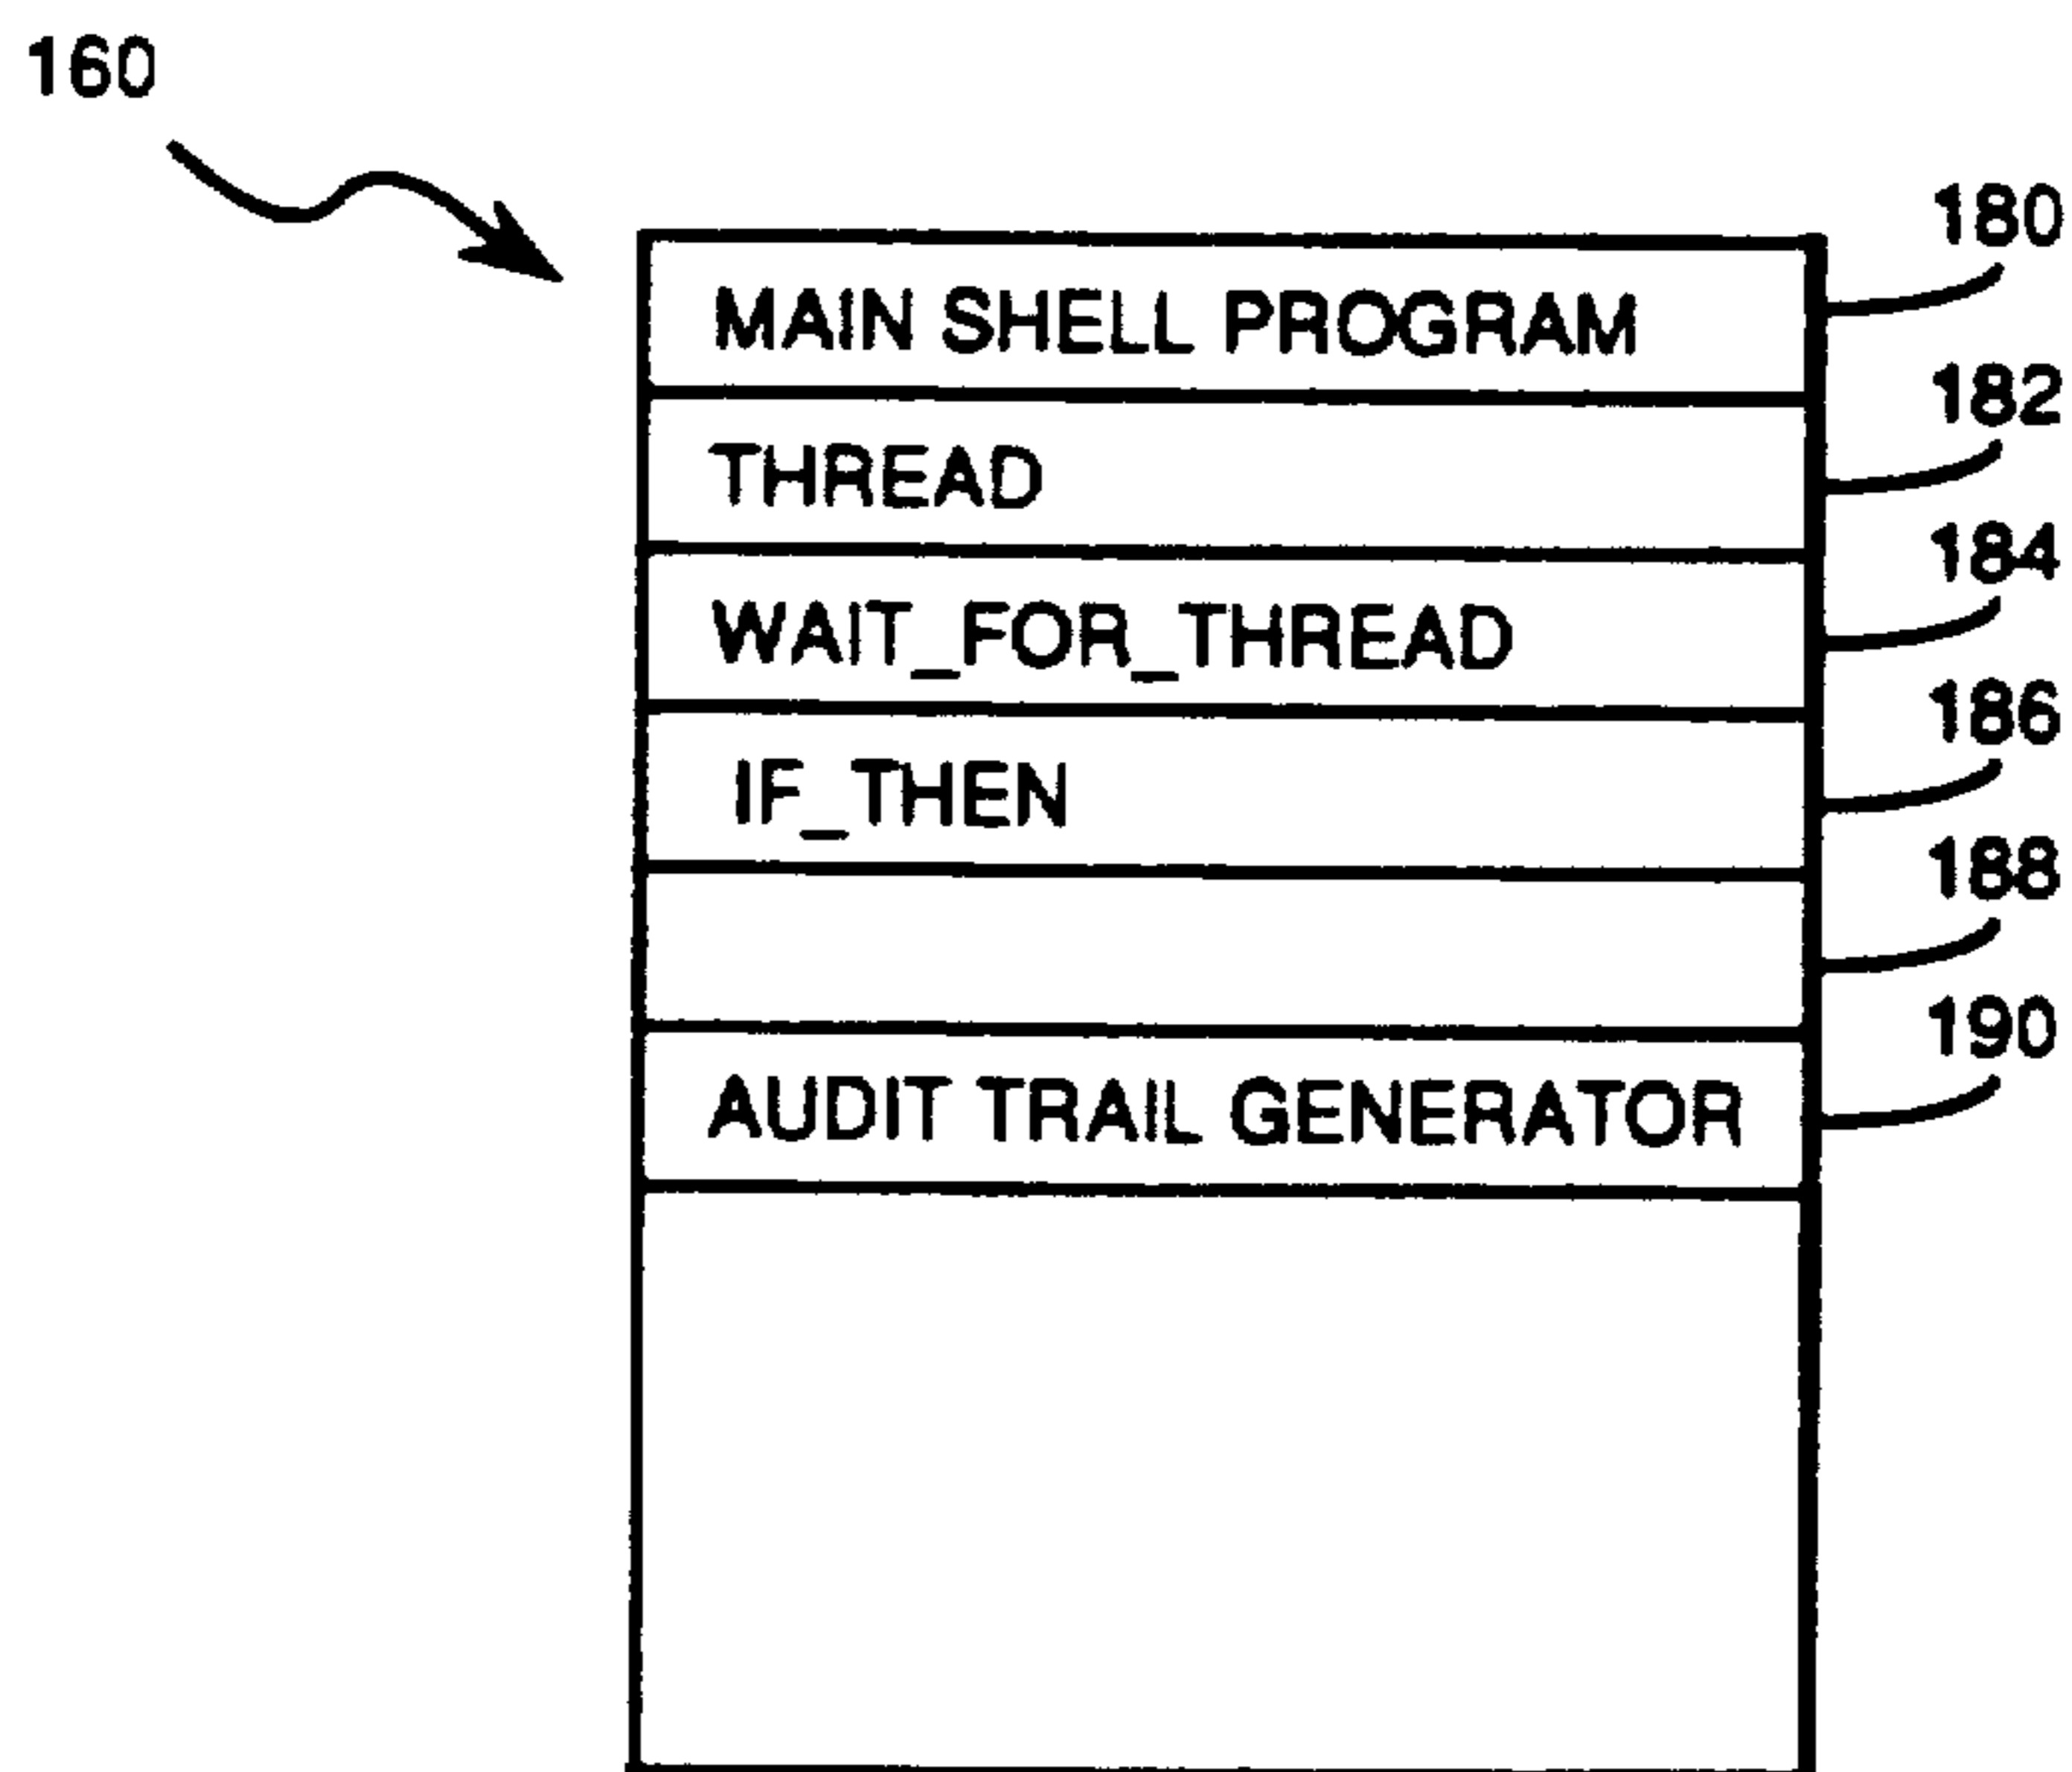 160
180
MAIN SHELL PROGRAM
182
THREAD
184
WAIT_FOR_THREAD
186
IF_THEN
188
190
AUDIT TRAIL GENERATOR